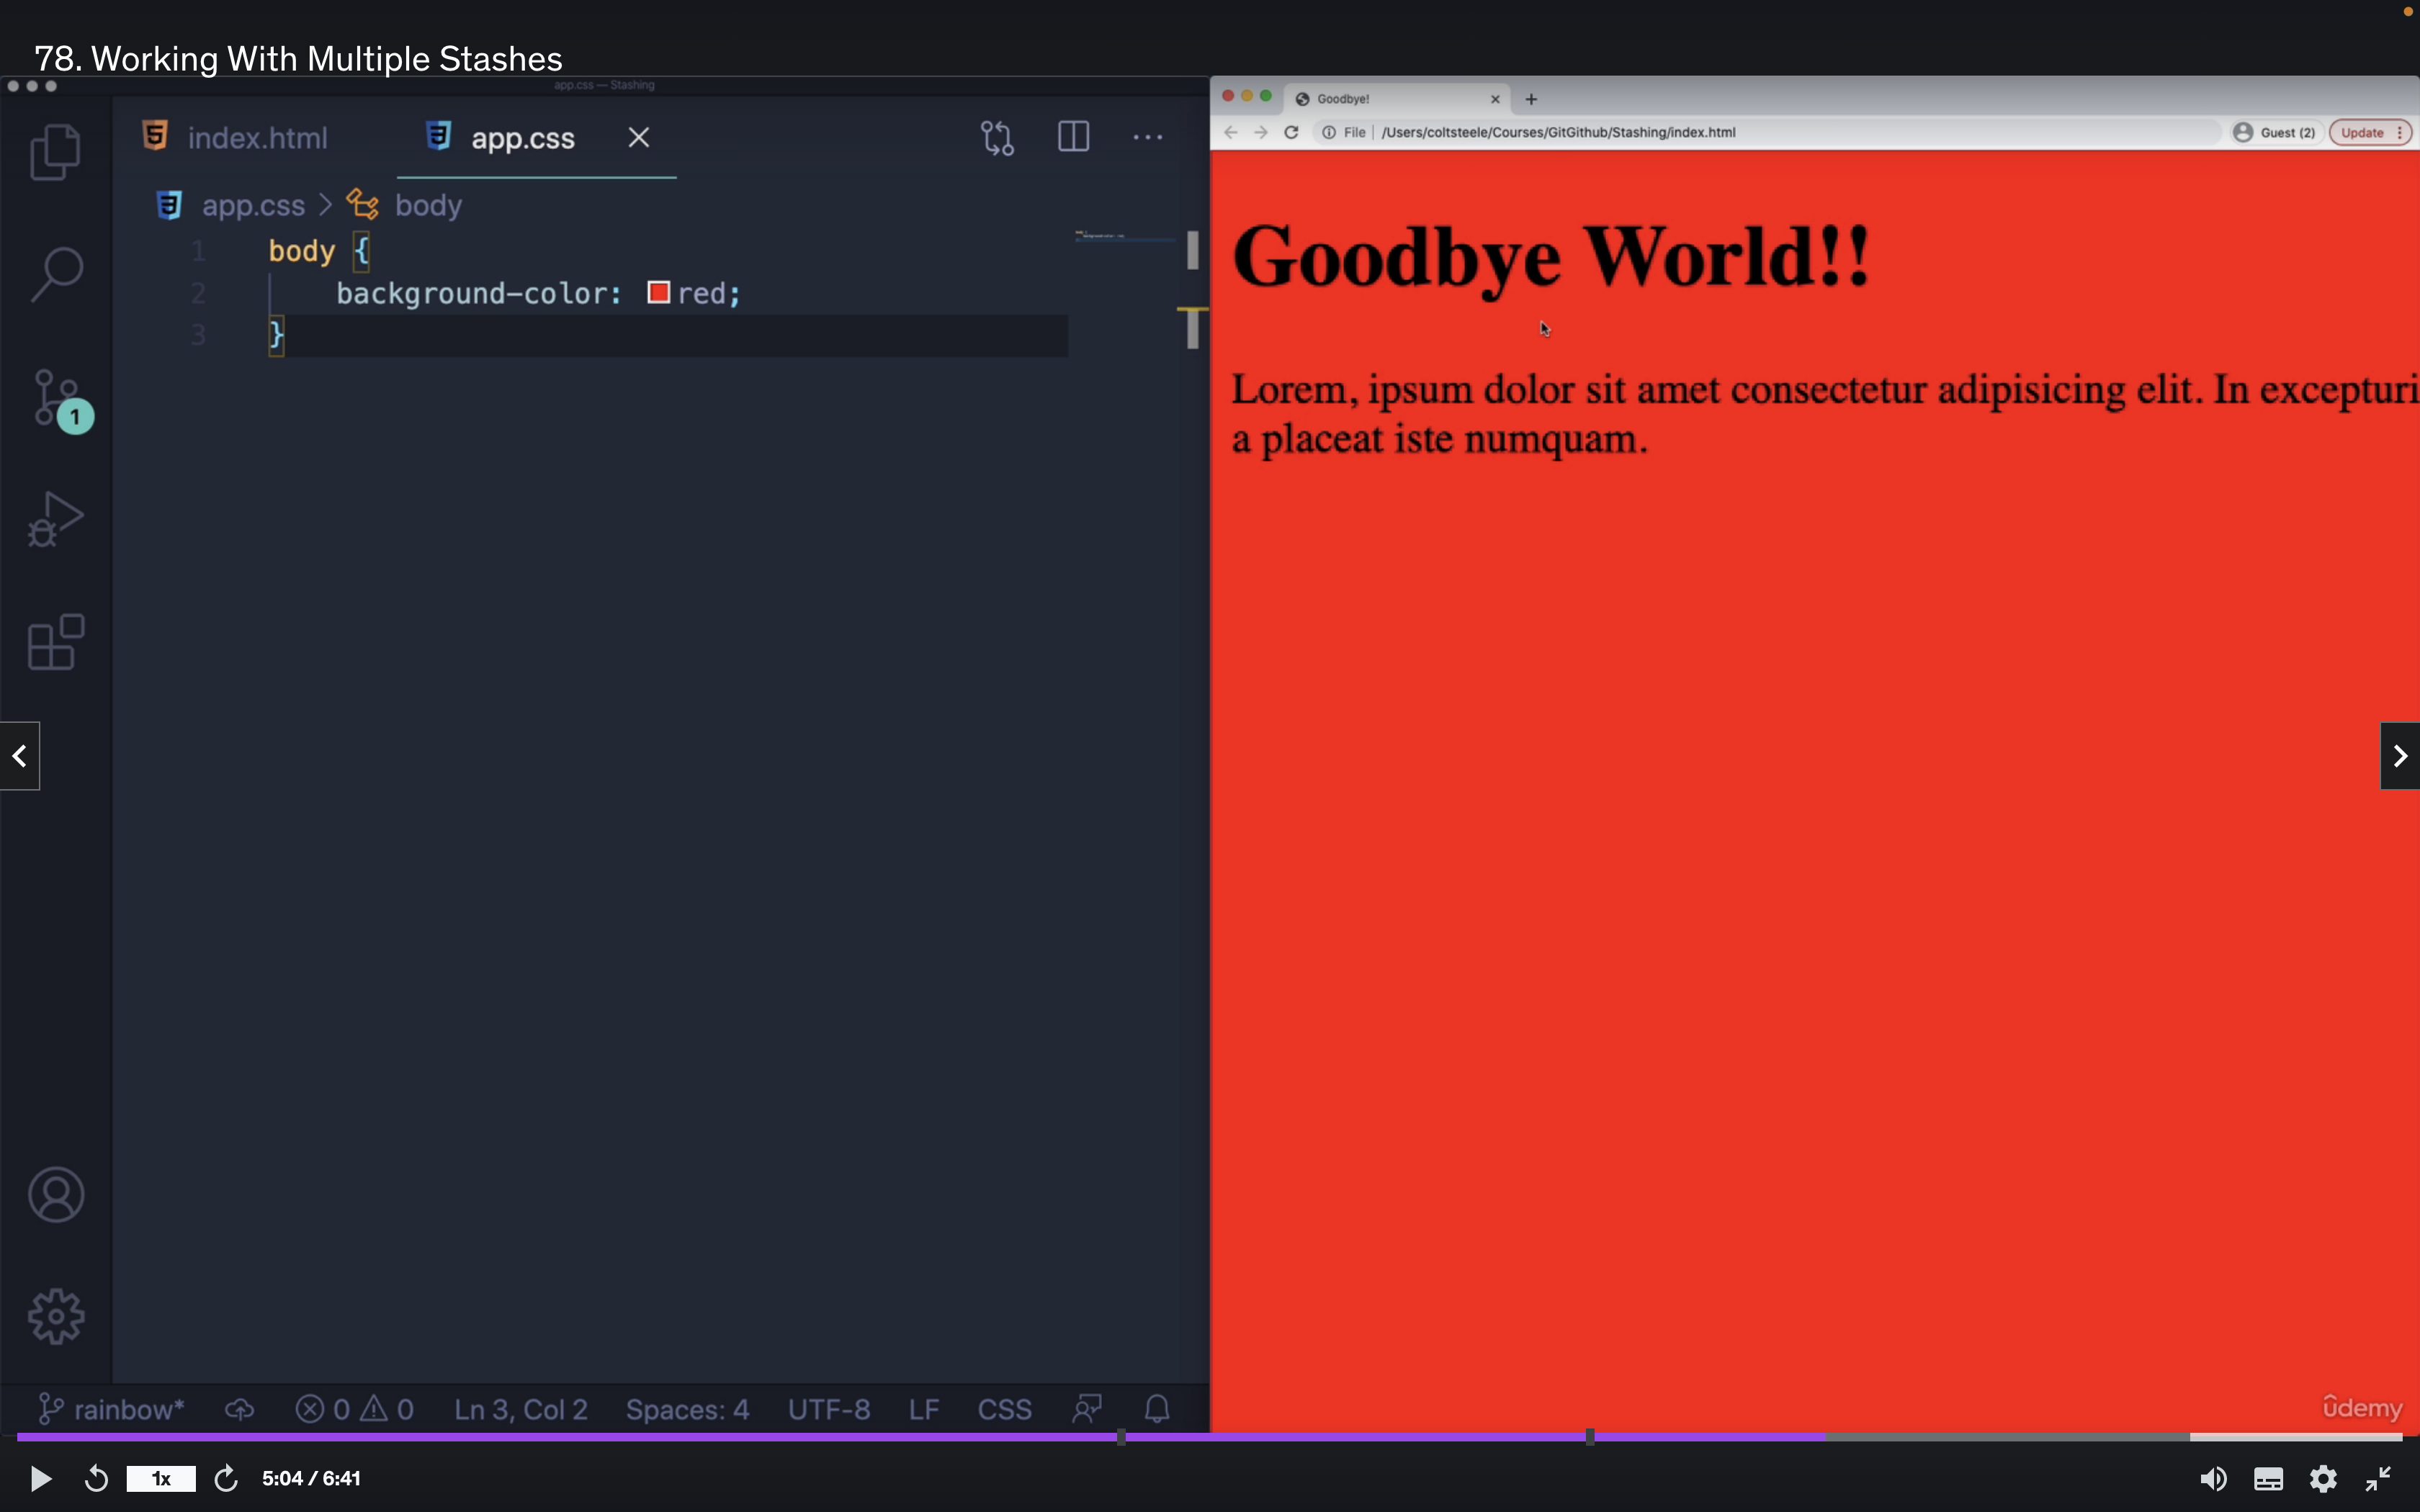 78. Working With Multiple Stashes
app.css — Stashing
index.html
app.css
app.css > body
1 body {
2 background-color: red;
3 }
1
rainbow*
0 0
Ln 3, Col 2
Spaces: 4
UTF-8
LF
CSS
Goodbye!
File | /Users/coltsteele/Courses/GitGithub/Stashing/index.html
Guest (2)
Update
Goodbye World!!
Lorem, ipsum dolor sit amet consectetur adipisicing elit. In excepturi
a placeat iste numquam.
udemy
1x
5:04 / 6:41